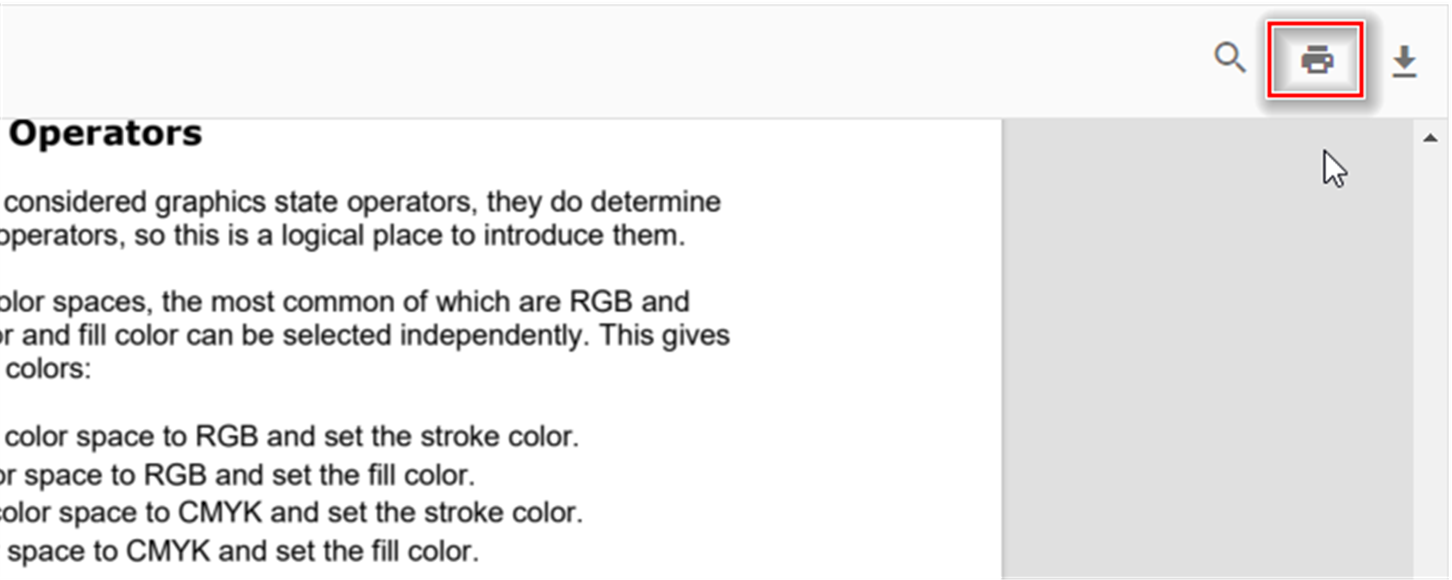 Operators
considered graphics state operators, they do determine
operators, so this is a logical place to introduce them.
color spaces, the most common of which are RGB and
and fill color can be selected independently. This gives
colors:
color space to RGB and set the stroke color.
space to RGB and set the fill color.
color space to CMYK and set the stroke color.
space to CMYK and set the fill color.